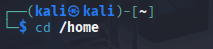 ┌──(kali㉿kali)-[~]
└─$ cd /home